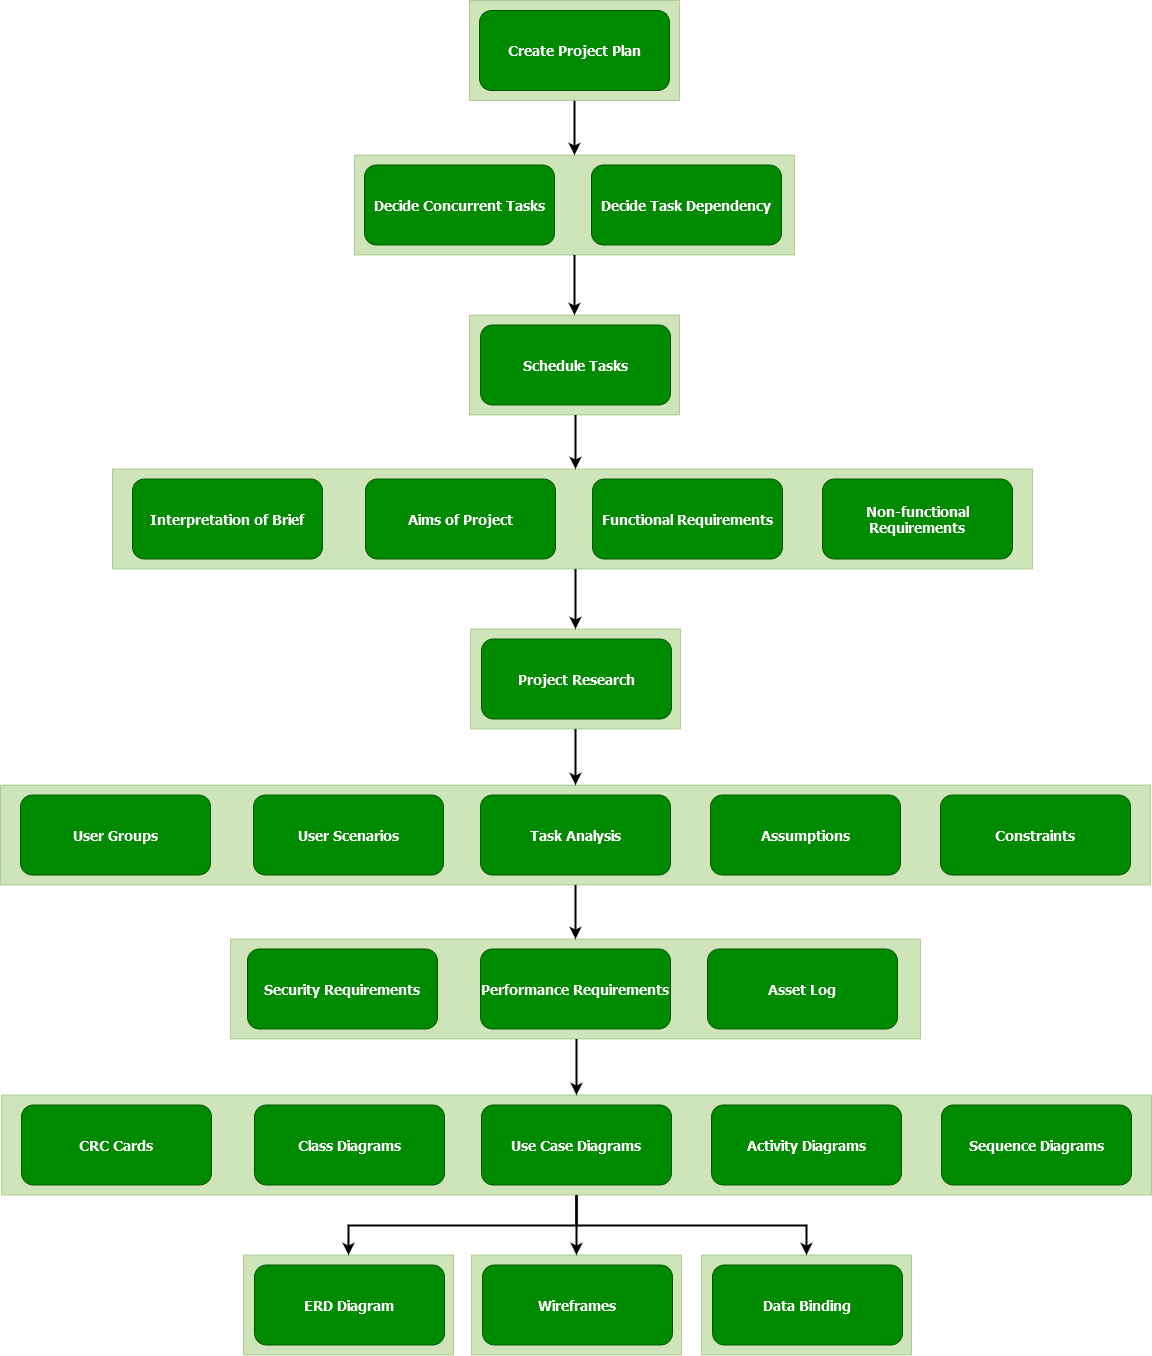 Create Project Plan
Decide Concurrent Tasks
Decide Task Dependency
Schedule Tasks
Interpretation of Brief
Aims of Project
Functional Requirements
Non-functional
Requirements
Project Research
User Groups
User Scenarios
Task Analysis
Assumptions
Constraints
Security Requirements
Performance Requirements
Asset Log
CRC Cards
Class Diagrams
Use Case Diagrams
Activity Diagrams
Sequence Diagrams
ERD Diagram
Wireframes
Data Binding